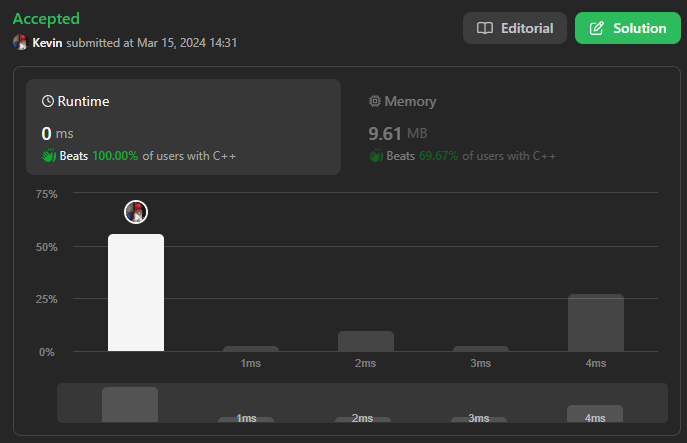 Accepted
Kevin submitted at Mar 15, 2024 14:31
Editorial
Solution
Runtime
0 ms
Beats 100.00% of users with C++
Memory
9.61 MB
Beats 69.67% of users with C++
75%
50%
25%
0%
1ms 2ms 3ms 4ms
1ms 2ms 3ms 4ms